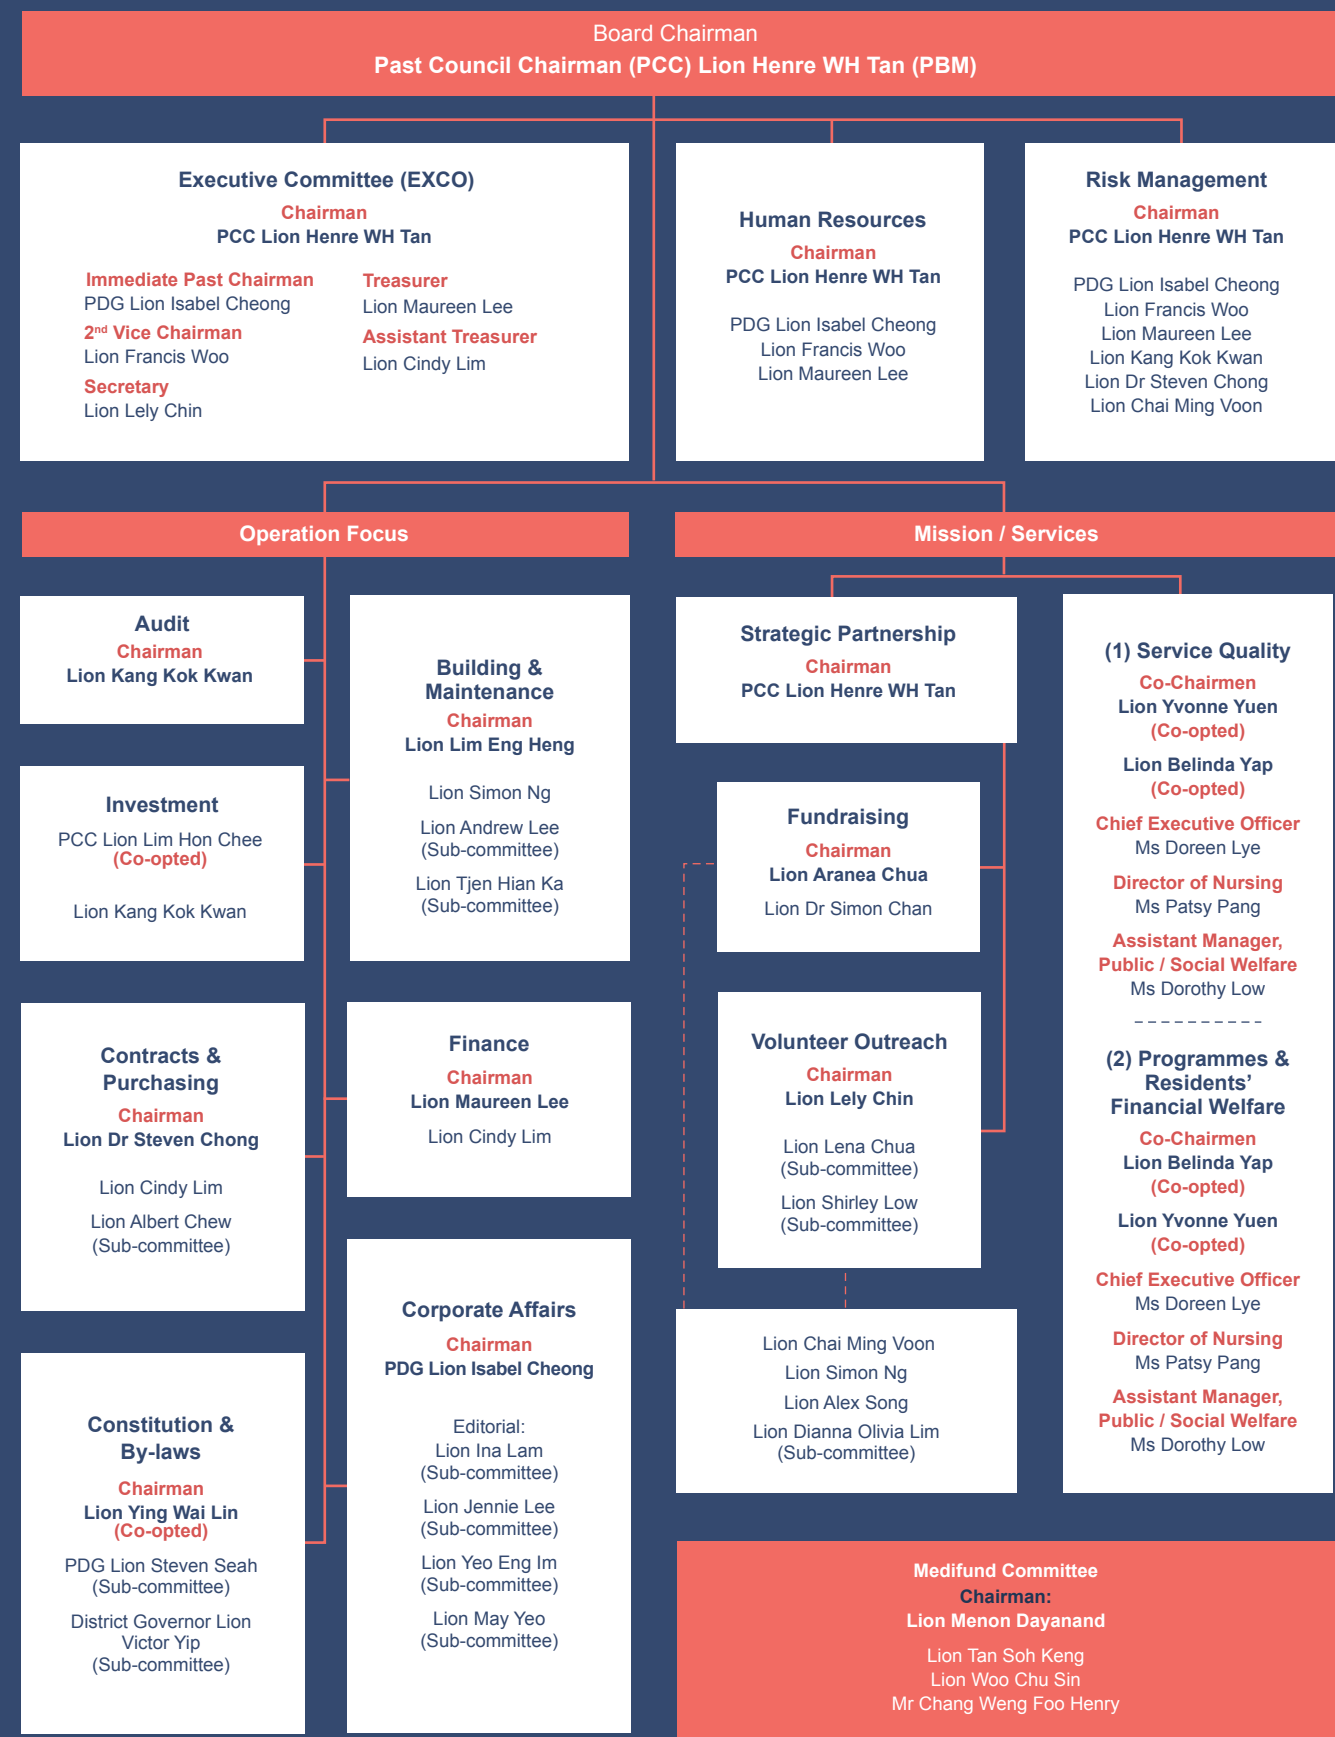 Board Chairman
Past Council Chairman (PCC) Lion Henre WH Tan (PBM)
Executive Committee (EXCO)
Chairman
PCC Lion Henre WH Tan
Immediate Past Chairman
PDG Lion Isabel Cheong
2nd Vice Chairman
Lion Francis Woo
Secretary
Lion Lely Chin
Treasurer
Lion Maureen Lee
Assistant Treasurer
Lion Cindy Lim
Human Resources
Chairman
PCC Lion Henre WH Tan
PDG Lion Isabel Cheong
Lion Francis Woo
Lion Maureen Lee
Risk Management
Chairman
PCC Lion Henre WH Tan
PDG Lion Isabel Cheong
Lion Francis Woo
Lion Maureen Lee
Lion Kang Kok Kwan
Lion Dr Steven Chong
Lion Chai Ming Voon
Operation Focus
Audit
Chairman
Lion Kang Kok Kwan
Investment
PCC Lion Lim Hon Chee
(Co-opted)
Lion Kang Kok Kwan
Contracts &
Purchasing
Chairman
Lion Dr Steven Chong
Lion Cindy Lim
Lion Albert Chew
(Sub-committee)
Constitution &
By-laws
Chairman
Lion Ying Wai Lin
(Co-opted)
PDG Lion Steven Seah
(Sub-committee)
District Governor Lion
Victor Yip
(Sub-committee)
Building &
Maintenance
Chairman
Lion Lim Eng Heng
Lion Simon Ng
Lion Andrew Lee
(Sub-committee)
Lion Tjen Hian Ka
(Sub-committee)
Finance
Chairman
Lion Maureen Lee
Lion Cindy Lim
Corporate Affairs
Chairman
PDG Lion Isabel Cheong
Editorial:
Lion Ina Lam
(Sub-committee)
Lion Jennie Lee
(Sub-committee)
Lion Yeo Eng Im
(Sub-committee)
Lion May Yeo
(Sub-committee)
Mission / Services
Strategic Partnership
Chairman
PCC Lion Henre WH Tan
Fundraising
Chairman
Lion Aranea Chua
Lion Dr Simon Chan
Volunteer Outreach
Chairman
Lion Lely Chin
Lion Lena Chua
(Sub-committee)
Lion Shirley Low
(Sub-committee)
Lion Chai Ming Voon
Lion Simon Ng
Lion Alex Song
Lion Dianna Olivia Lim
(Sub-committee)
(1) Service Quality
Co-Chairmen
Lion Yvonne Yuen
(Co-opted)
Lion Belinda Yap
(Co-opted)
Chief Executive Officer
Ms Doreen Lye
Director of Nursing
Ms Patsy Pang
Assistant Manager,
Public / Social Welfare
Ms Dorothy Low
(2) Programmes &
Residents’
Financial Welfare
Co-Chairmen
Lion Belinda Yap
(Co-opted)
Lion Yvonne Yuen
(Co-opted)
Chief Executive Officer
Ms Doreen Lye
Director of Nursing
Ms Patsy Pang
Assistant Manager,
Public / Social Welfare
Ms Dorothy Low
Medifund Committee
Chairman:
Lion Menon Dayanand
Lion Tan Soh Keng
Lion Woo Chu Sin
Mr Chang Weng Foo Henry